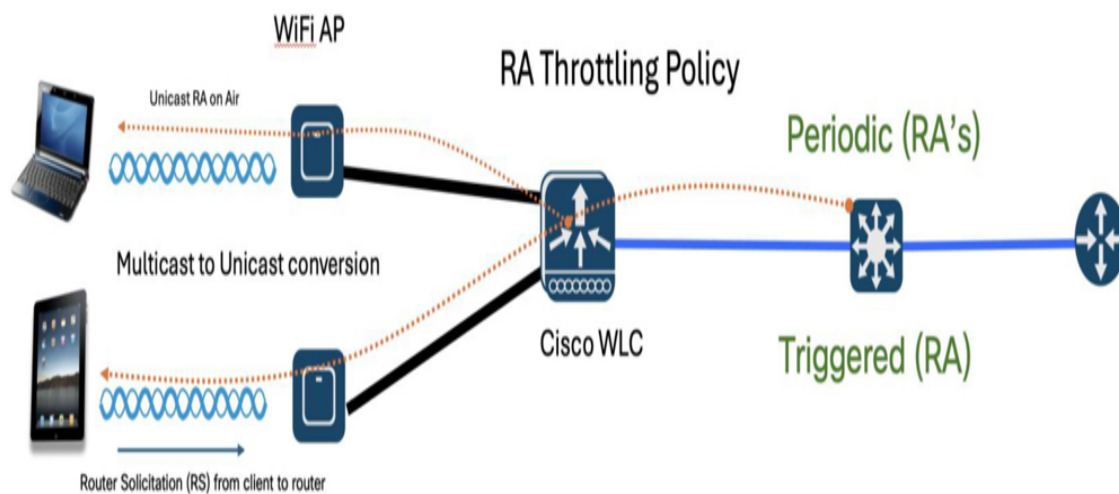 WiFi AP
RA Throttling Policy
Unicast RA on Air
Periodic (RA's)
Multicast to Unicast conversion
Cisco WLC
Triggered (RA)
Router Solicitation (RS) from client to router